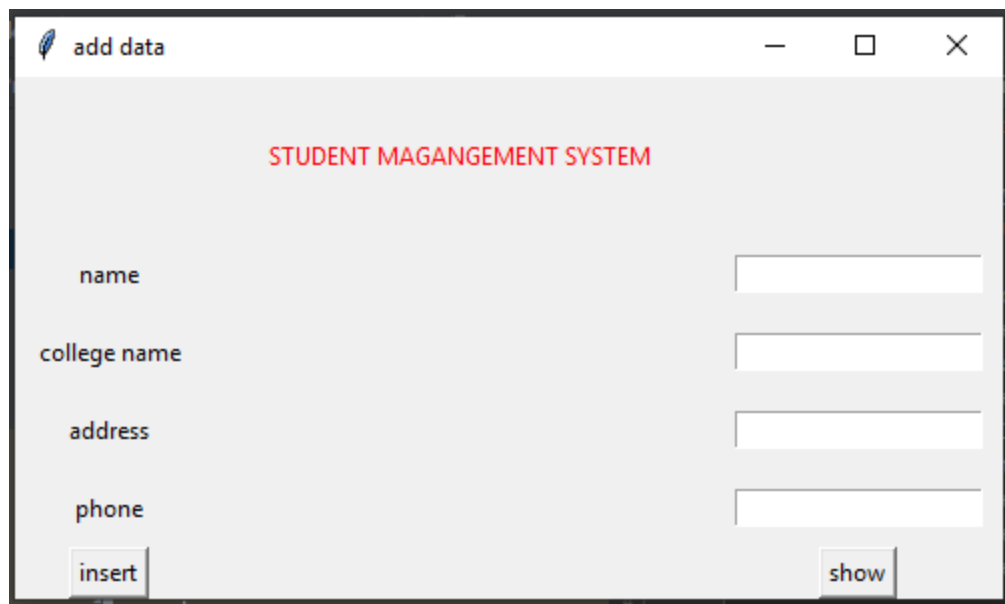 add data
STUDENT MAGANGEMENT SYSTEM
name
college name
address
phone
insert show